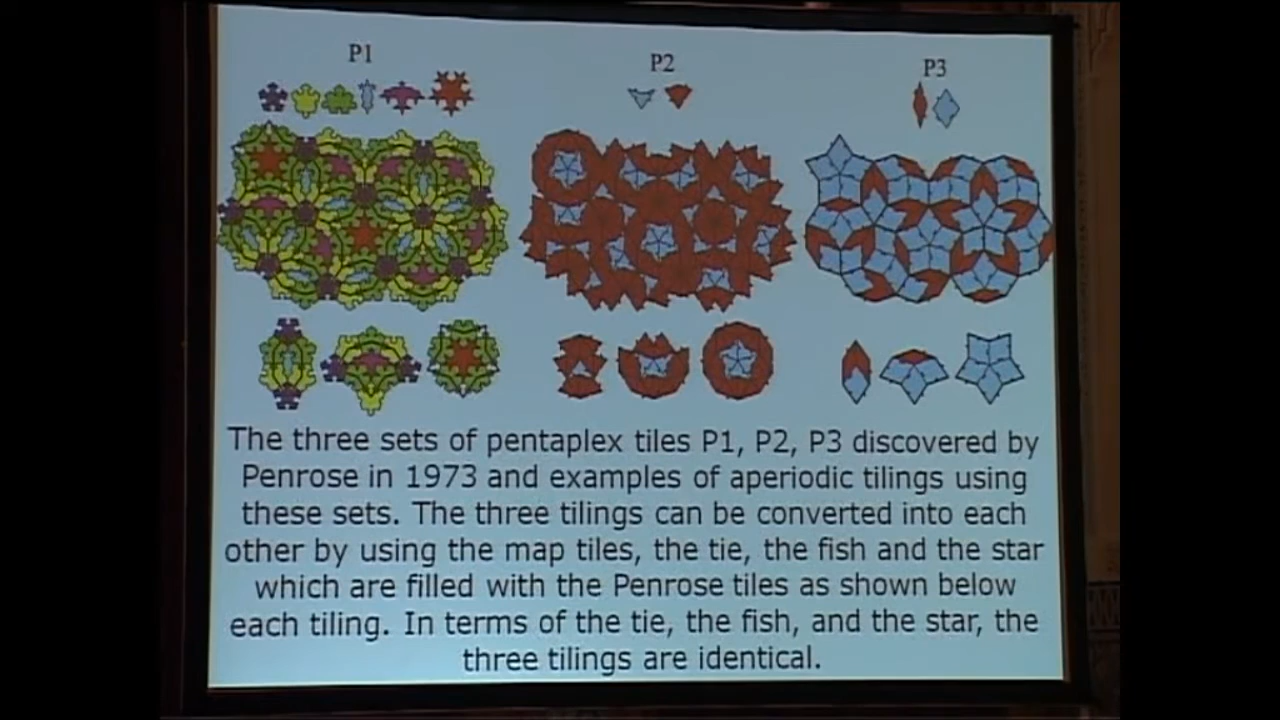 P1 P2 P3
The three sets of pentaplex tiles P1, P2, P3 discovered by
Penrose in 1973 and examples of aperiodic tilings using
these sets. The three tilings can be converted into each
other by using the map tiles, the tie, the fish and the star
which are filled with the Penrose tiles as shown below
each tiling. In terms of the tie, the fish, and the star, the
three tilings are identical.